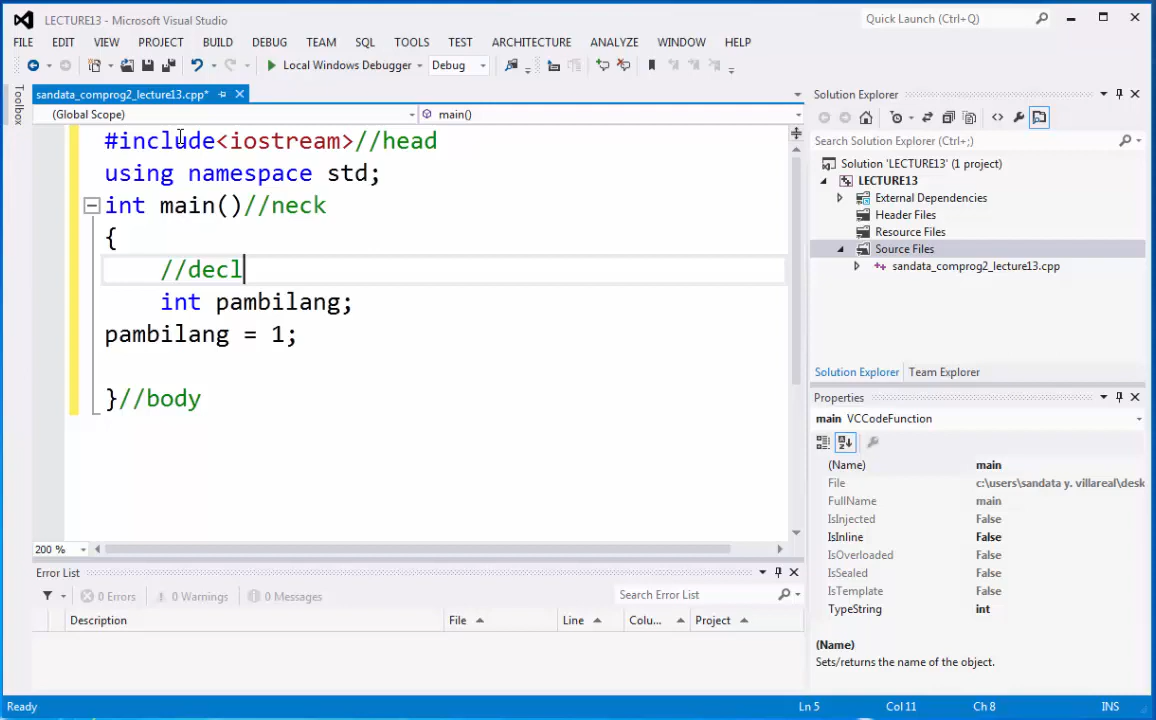 LECTURE13 - Microsoft Visual Studio
Quick Launch (Ctrl+Q)
FILE EDIT VIEW PROJECT BUILD DEBUG TEAM SQL TOOLS TEST ARCHITECTURE ANALYZE WINDOW HELP
Local Windows Debugger Debug
Toolbox
sandata_comprog2_lecture13.cpp*
(Global Scope) main()
#include<iostream>//head
using namespace std;
int main()//neck
{
//decl
int pambilang;
pambilang = 1;
}//body
200 %
Error List
0 Errors 0 Warnings 0 Messages
Search Error List
Description File Line Colu... Project
Solution Explorer
Search Solution Explorer (Ctrl+;)
Solution 'LECTURE13' (1 project)
LECTURE13
External Dependencies
Header Files
Resource Files
Source Files
sandata_comprog2_lecture13.cpp
Solution Explorer Team Explorer
Properties
main VCCodeFunction
(Name) main
File c:\users\sandata y. villareal\desk
FullName main
IsInjected False
IsInline False
IsOverloaded False
IsSealed False
IsTemplate False
TypeString int
(Name)
Sets/returns the name of the object.
Ready Ln 5 Col 11 Ch 8 INS